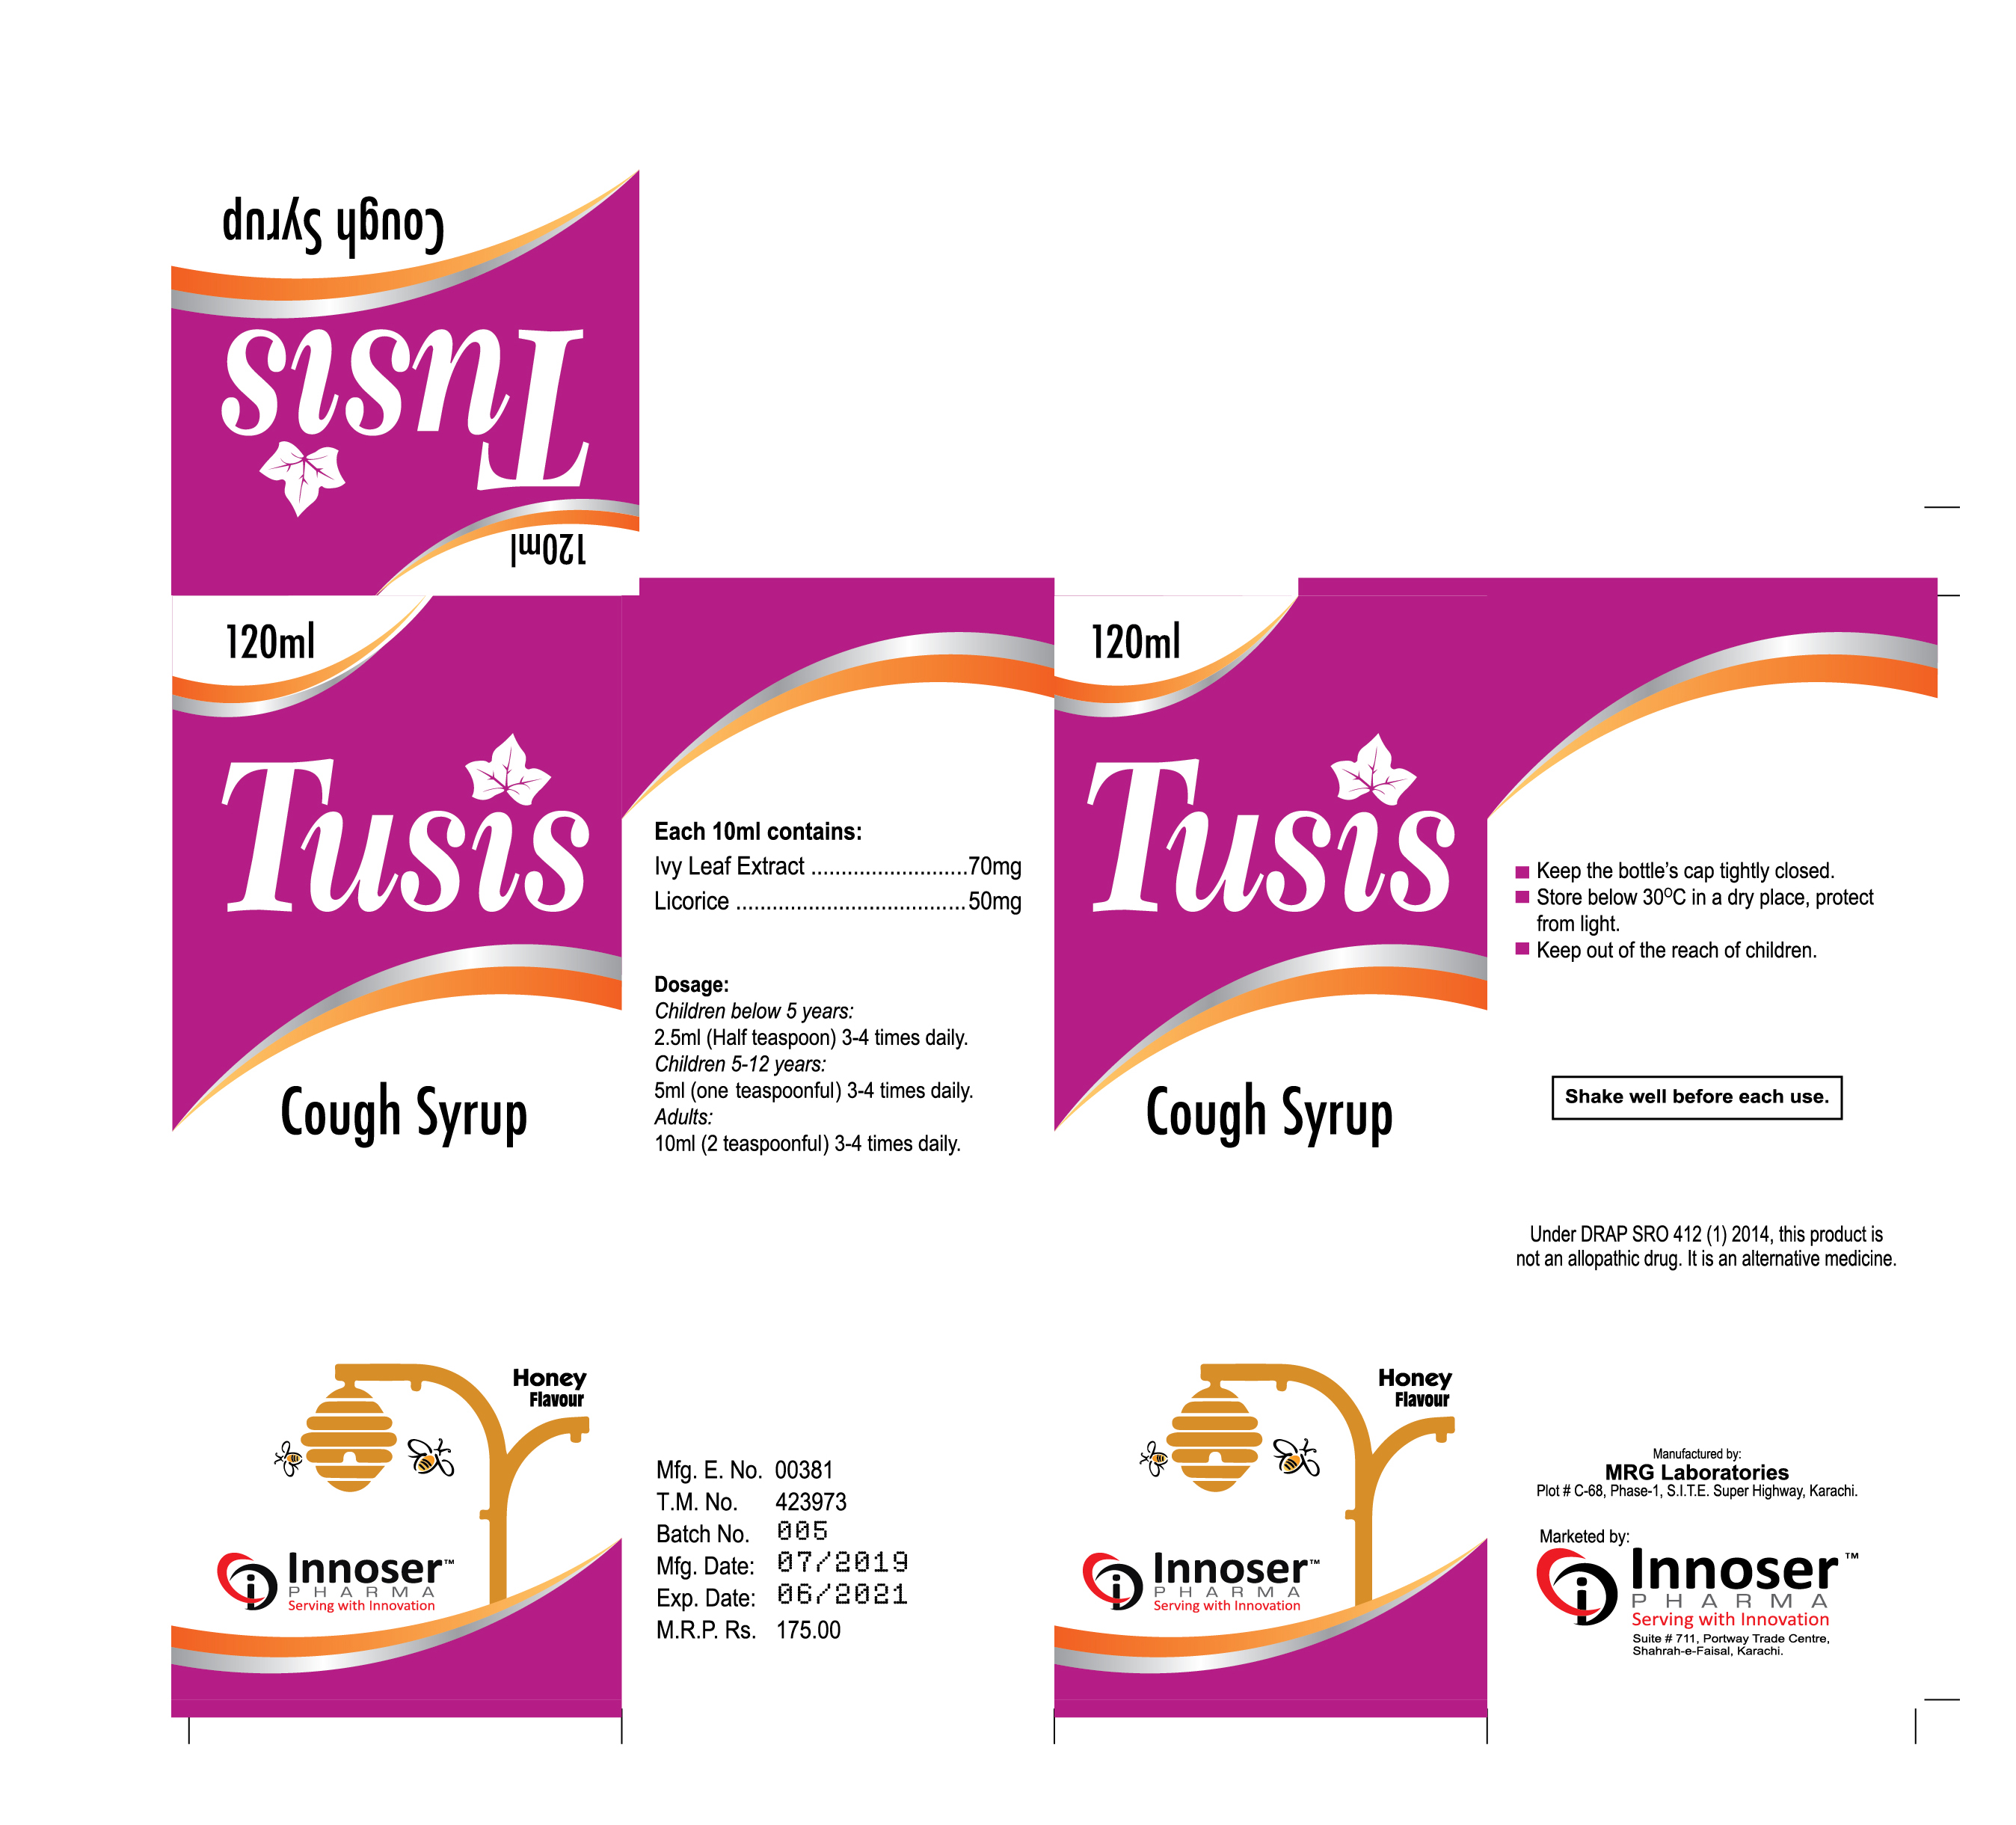 Cough Syrup
Tusis
120ml
120ml
Tusis
Cough Syrup
Honey
Flavour
Innoser™
PHARMA
Serving with Innovation
Each 10ml contains:
Ivy Leaf Extract ..........................70mg
Licorice .......................................50mg
Dosage:
Children below 5 years:
2.5ml (Half teaspoon) 3-4 times daily.
Children 5-12 years:
5ml (one teaspoonful) 3-4 times daily.
Adults:
10ml (2 teaspoonful) 3-4 times daily.
Mfg. E. No. 00381
T.M. No. 423973
Batch No. 005
Mfg. Date: 07/2019
Exp. Date: 06/2021
M.R.P. Rs. 175.00
120ml
Tusis
Cough Syrup
Honey
Flavour
Innoser™
PHARMA
Serving with Innovation
Keep the bottle's cap tightly closed.
Store below 30ºC in a dry place, protect
from light.
Keep out of the reach of children.
Shake well before each use.
Under DRAP SRO 412 (1) 2014, this product is
not an allopathic drug. It is an alternative medicine.
Manufactured by:
MRG Laboratories
Plot # C-68, Phase-1, S.I.T.E. Super Highway, Karachi.
Marketed by:
Innoser™
PHARMA
Serving with Innovation
Suite # 711, Portway Trade Centre,
Shahrah-e-Faisal, Karachi.